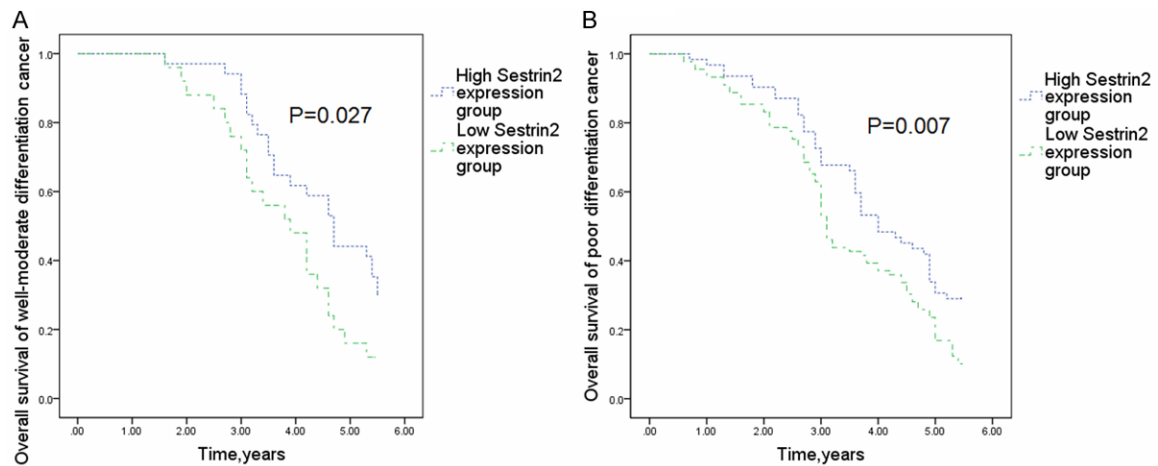 A
Overall survival of well-moderate differentiation cancer
1.0
0.8
0.6
0.4
0.2
0.0
.00 1.00 2.00 3.00 4.00 5.00 6.00
Time,years
P=0.027
High Sestrin2
expression
group
Low Sestrin2
expression
group
B
Overall survival of poor differentiation cancer
1.0
0.8
0.6
0.4
0.2
0.0
.00 1.00 2.00 3.00 4.00 5.00 6.00
Time,years
P=0.007
High Sestrin2
expression
group
Low Sestrin2
expression
group